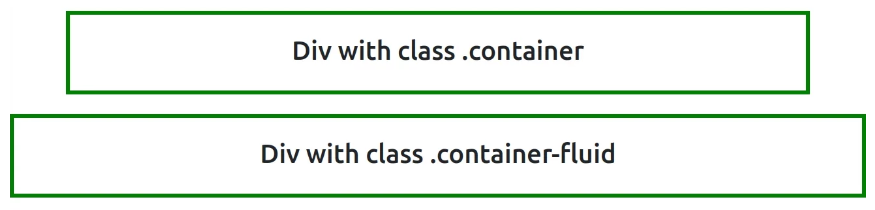 Div with class .container
Div with class .container-fluid